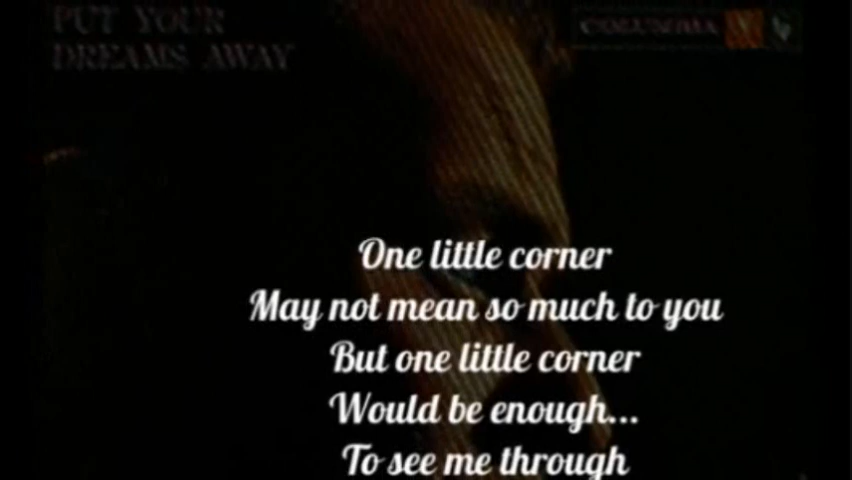 PUT YOUR
DREAMS AWAY
COLUMBIA
One little corner
May not mean so much to you
But one little corner
Would be enough...
To see me through